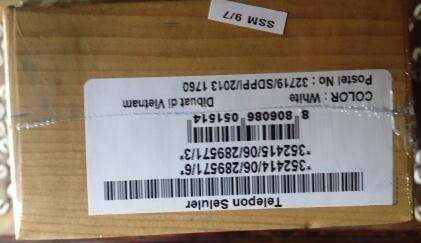 Telepon Seluler
*352414/06/289571/6*
*352415/06/289571/3*
8 806086 051514
Dibuat di Vietnam
COLOR : White
Postel No : 32719/SDPPI/2013 1760
SSM 9/7